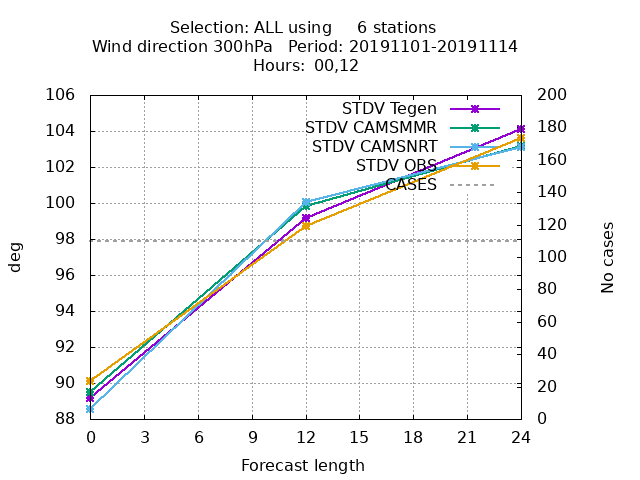 Selection: ALL using 6 stations
Wind direction 300hPa Period: 20191101-20191114
Hours: 00,12
106
104
102
100
98
96
94
92
90
88
deg
STDV Tegen
STDV CAMSMMR
STDV CAMSNRT
STDV OBS
CASES
200
180
160
140
120
100
80
60
40
20
0
No cases
0 3 6 9 12 15 18 21 24
Forecast length